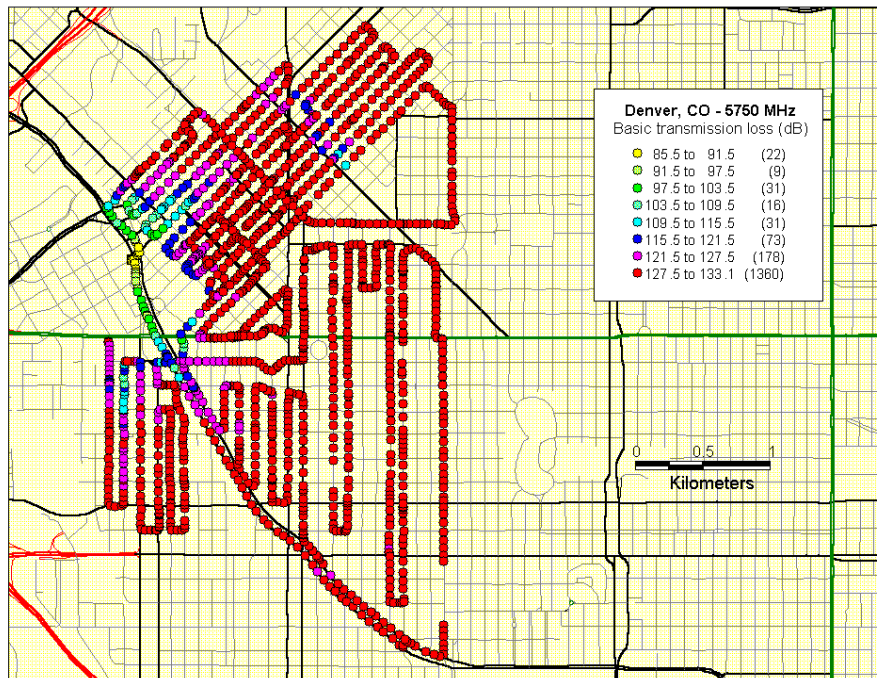 Denver, CO - 5750 MHz
Basic transmission loss (dB)
85.5 to 91.5 (22)
91.5 to 97.5 (9)
97.5 to 103.5 (31)
103.5 to 109.5 (16)
109.5 to 115.5 (31)
115.5 to 121.5 (73)
121.5 to 127.5 (178)
127.5 to 133.1 (1360)
0 0.5 1
Kilometers